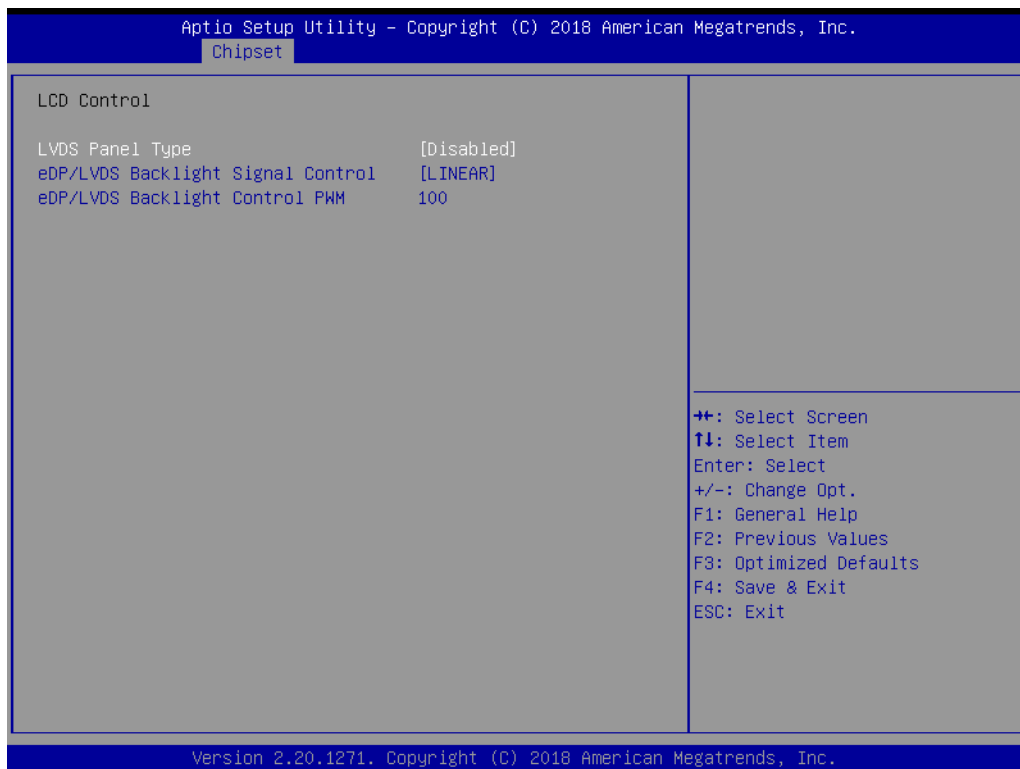 Aptio Setup Utility – Copyright (C) 2018 American Megatrends, Inc.
Chipset
LCD Control
LVDS Panel Type [Disabled]
eDP/LVDS Backlight Signal Control [LINEAR]
eDP/LVDS Backlight Control PWM 100
→←: Select Screen
↑↓: Select Item
Enter: Select
+/-: Change Opt.
F1: General Help
F2: Previous Values
F3: Optimized Defaults
F4: Save & Exit
ESC: Exit
Version 2.20.1271. Copyright (C) 2018 American Megatrends, Inc.